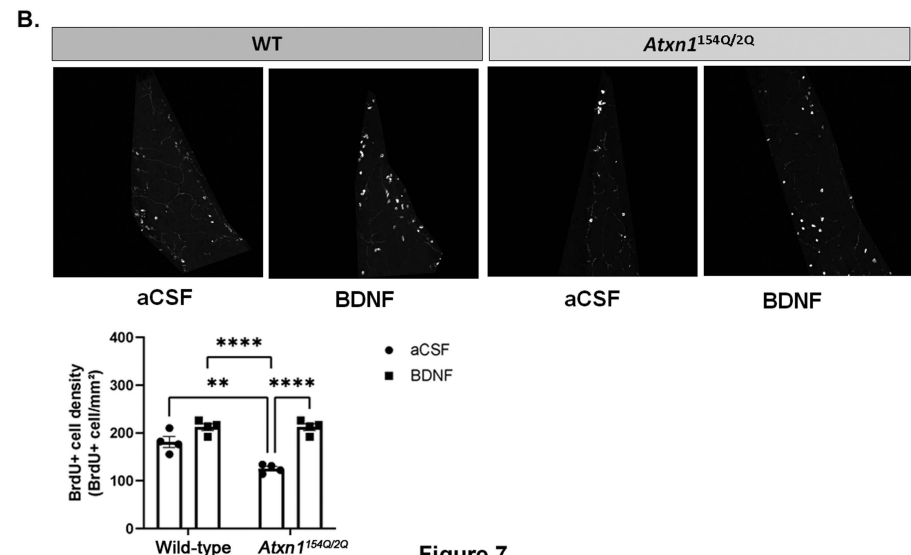 B.
WT
Atxn1154Q/2Q
aCSF
BDNF
aCSF
BDNF
400
300
200
100
0
BrdU+ cell density
(BrdU+ cell/mm²)
****
**
****
aCSF
BDNF
Wild-type
Atxn1154Q/2Q
Figure 7